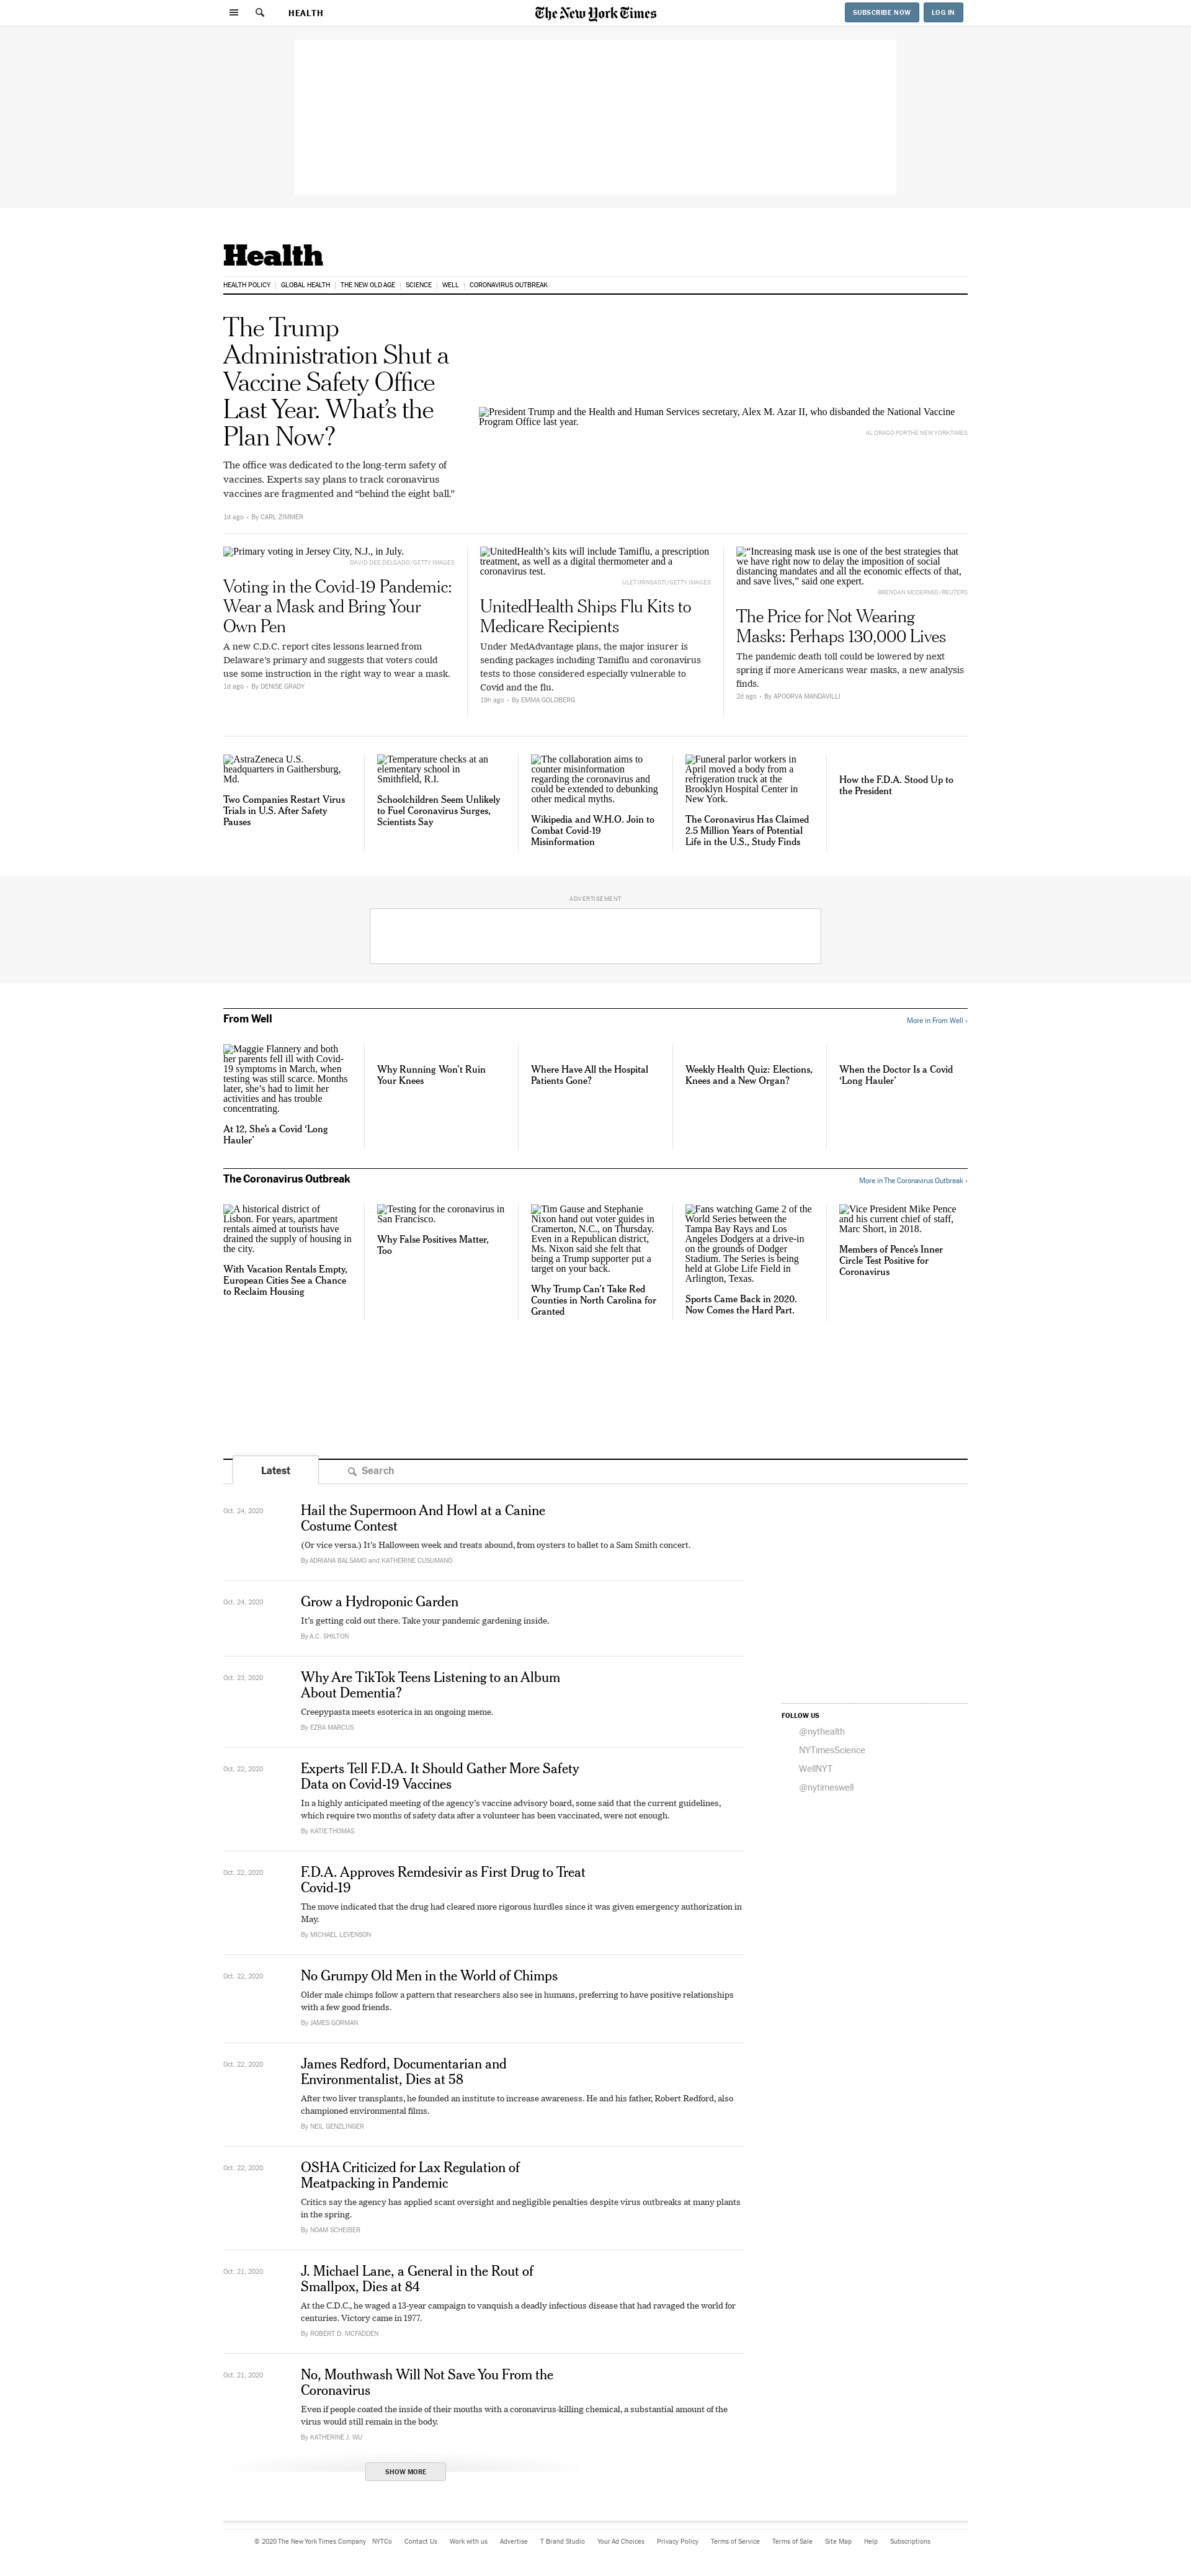 HEALTH
The New York Times
SUBSCRIBE NOW
LOG IN
Health
HEALTH POLICY
GLOBAL HEALTH
THE NEW OLD AGE
SCIENCE
WELL
CORONAVIRUS OUTBREAK
The Trump
Administration Shut a
Vaccine Safety Office
Last Year. What’s the
Plan Now?
The office was dedicated to the long-term safety of
vaccines. Experts say plans to track coronavirus
vaccines are fragmented and “behind the eight ball.”
1d ago • By CARL ZIMMER
President Trump and the Health and Human Services secretary, Alex M. Azar II, who disbanded the National Vaccine
Program Office last year.
AL DRAGO FOR THE NEW YORK TIMES
Primary voting in Jersey City, N.J., in July.
DAVID DEE DELGADO/GETTY IMAGES
Voting in the Covid-19 Pandemic:
Wear a Mask and Bring Your
Own Pen
A new C.D.C. report cites lessons learned from
Delaware’s primary and suggests that voters could
use some instruction in the right way to wear a mask.
1d ago • By DENISE GRADY
UnitedHealth’s kits will include Tamiflu, a prescription
treatment, as well as a digital thermometer and a
coronavirus test.
ULET IFANSASTI/GETTY IMAGES
UnitedHealth Ships Flu Kits to
Medicare Recipients
Under MedAdvantage plans, the major insurer is
sending packages including Tamiflu and coronavirus
tests to those considered especially vulnerable to
Covid and the flu.
19h ago • By EMMA GOLDBERG
“Increasing mask use is one of the best strategies that
we have right now to delay the imposition of social
distancing mandates and all the economic effects of that,
and save lives,” said one expert.
BRENDAN MCDERMID/REUTERS
The Price for Not Wearing
Masks: Perhaps 130,000 Lives
The pandemic death toll could be lowered by next
spring if more Americans wear masks, a new analysis
finds.
2d ago • By APOORVA MANDAVILLI
AstraZeneca U.S.
headquarters in Gaithersburg,
Md.
Two Companies Restart Virus
Trials in U.S. After Safety
Pauses
Temperature checks at an
elementary school in
Smithfield, R.I.
Schoolchildren Seem Unlikely
to Fuel Coronavirus Surges,
Scientists Say
The collaboration aims to
counter misinformation
regarding the coronavirus and
could be extended to debunking
other medical myths.
Wikipedia and W.H.O. Join to
Combat Covid-19
Misinformation
Funeral parlor workers in
April moved a body from a
refrigeration truck at the
Brooklyn Hospital Center in
New York.
The Coronavirus Has Claimed
2.5 Million Years of Potential
Life in the U.S., Study Finds
How the F.D.A. Stood Up to
the President
ADVERTISEMENT
From Well
More in From Well ›
Maggie Flannery and both
her parents fell ill with Covid-
19 symptoms in March, when
testing was still scarce. Months
later, she’s had to limit her
activities and has trouble
concentrating.
At 12, She’s a Covid ‘Long
Hauler’
Why Running Won’t Ruin
Your Knees
Where Have All the Hospital
Patients Gone?
Weekly Health Quiz: Elections,
Knees and a New Organ?
When the Doctor Is a Covid
‘Long Hauler’
The Coronavirus Outbreak
More in The Coronavirus Outbreak ›
A historical district of
Lisbon. For years, apartment
rentals aimed at tourists have
drained the supply of housing in
the city.
With Vacation Rentals Empty,
European Cities See a Chance
to Reclaim Housing
Testing for the coronavirus in
San Francisco.
Why False Positives Matter,
Too
Tim Gause and Stephanie
Nixon hand out voter guides in
Cramerton, N.C., on Thursday.
Even in a Republican district,
Ms. Nixon said she felt that
being a Trump supporter put a
target on your back.
Why Trump Can’t Take Red
Counties in North Carolina for
Granted
Fans watching Game 2 of the
World Series between the
Tampa Bay Rays and Los
Angeles Dodgers at a drive-in
on the grounds of Dodger
Stadium. The Series is being
held at Globe Life Field in
Arlington, Texas.
Sports Came Back in 2020.
Now Comes the Hard Part.
Vice President Mike Pence
and his current chief of staff,
Marc Short, in 2018.
Members of Pence’s Inner
Circle Test Positive for
Coronavirus
Latest
Search
Oct. 24, 2020
Hail the Supermoon And Howl at a Canine
Costume Contest
(Or vice versa.) It’s Halloween week and treats abound, from oysters to ballet to a Sam Smith concert.
By ADRIANA BALSAMO and KATHERINE CUSUMANO
Oct. 24, 2020
Grow a Hydroponic Garden
It’s getting cold out there. Take your pandemic gardening inside.
By A.C. SHILTON
Oct. 23, 2020
Why Are TikTok Teens Listening to an Album
About Dementia?
Creepypasta meets esoterica in an ongoing meme.
By EZRA MARCUS
Oct. 22, 2020
Experts Tell F.D.A. It Should Gather More Safety
Data on Covid-19 Vaccines
In a highly anticipated meeting of the agency’s vaccine advisory board, some said that the current guidelines,
which require two months of safety data after a volunteer has been vaccinated, were not enough.
By KATIE THOMAS
Oct. 22, 2020
F.D.A. Approves Remdesivir as First Drug to Treat
Covid-19
The move indicated that the drug had cleared more rigorous hurdles since it was given emergency authorization in
May.
By MICHAEL LEVENSON
Oct. 22, 2020
No Grumpy Old Men in the World of Chimps
Older male chimps follow a pattern that researchers also see in humans, preferring to have positive relationships
with a few good friends.
By JAMES GORMAN
Oct. 22, 2020
James Redford, Documentarian and
Environmentalist, Dies at 58
After two liver transplants, he founded an institute to increase awareness. He and his father, Robert Redford, also
championed environmental films.
By NEIL GENZLINGER
Oct. 22, 2020
OSHA Criticized for Lax Regulation of
Meatpacking in Pandemic
Critics say the agency has applied scant oversight and negligible penalties despite virus outbreaks at many plants
in the spring.
By NOAM SCHEIBER
Oct. 21, 2020
J. Michael Lane, a General in the Rout of
Smallpox, Dies at 84
At the C.D.C., he waged a 13-year campaign to vanquish a deadly infectious disease that had ravaged the world for
centuries. Victory came in 1977.
By ROBERT D. MCFADDEN
Oct. 21, 2020
No, Mouthwash Will Not Save You From the
Coronavirus
Even if people coated the inside of their mouths with a coronavirus-killing chemical, a substantial amount of the
virus would still remain in the body.
By KATHERINE J. WU
SHOW MORE
FOLLOW US
@nythealth
NYTimesScience
WellNYT
@nytimeswell
© 2020 The New York Times Company
NYTCo
Contact Us
Work with us
Advertise
T Brand Studio
Your Ad Choices
Privacy Policy
Terms of Service
Terms of Sale
Site Map
Help
Subscriptions